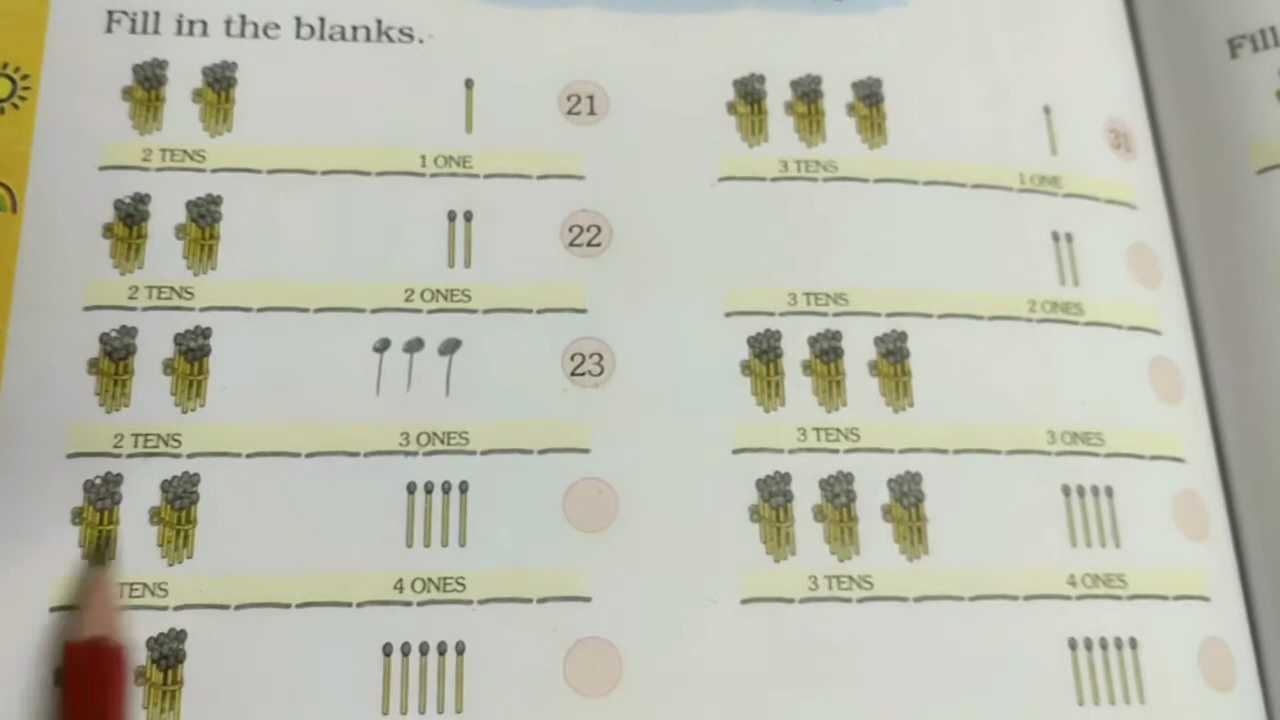 Fill in the blanks.
21
2 TENS 1 ONE
22
2 TENS 2 ONES
23
2 TENS 3 ONES
TENS 4 ONES
31
3 TENS 1 ONE
3 TENS 2 ONES
3 TENS 3 ONES
3 TENS 4 ONES
Fill